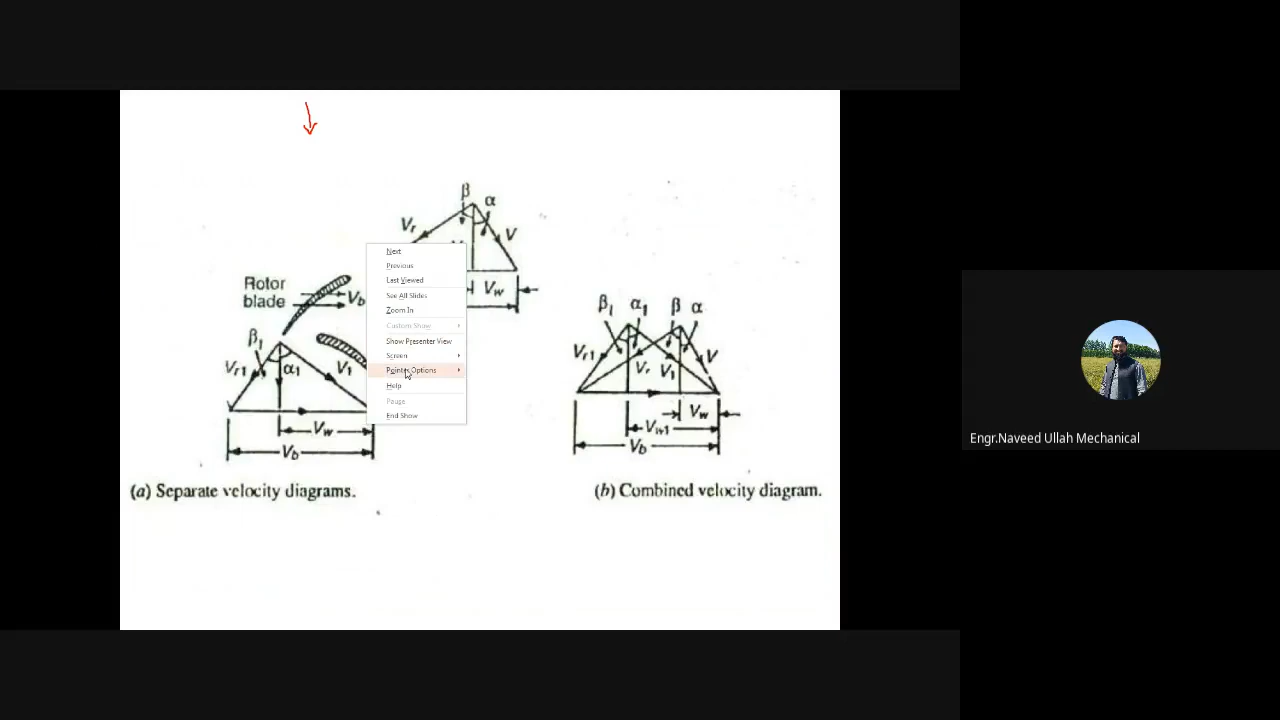 β
α
Vr
V
Vw
Rotor
blade
Vb
β1
Vr1
α1
V1
Vw
Vb
(a) Separate velocity diagrams.
Next
Previous
Last Viewed
See All Slides
Zoom In
Custom Show
Show Presenter View
Screen
Pointer Options
Help
Pause
End Show
β1 α1 β α
Vr1 Vr V1 V
Vw
Vw1
Vb
(b) Combined velocity diagram.
Engr.Naveed Ullah Mechanical